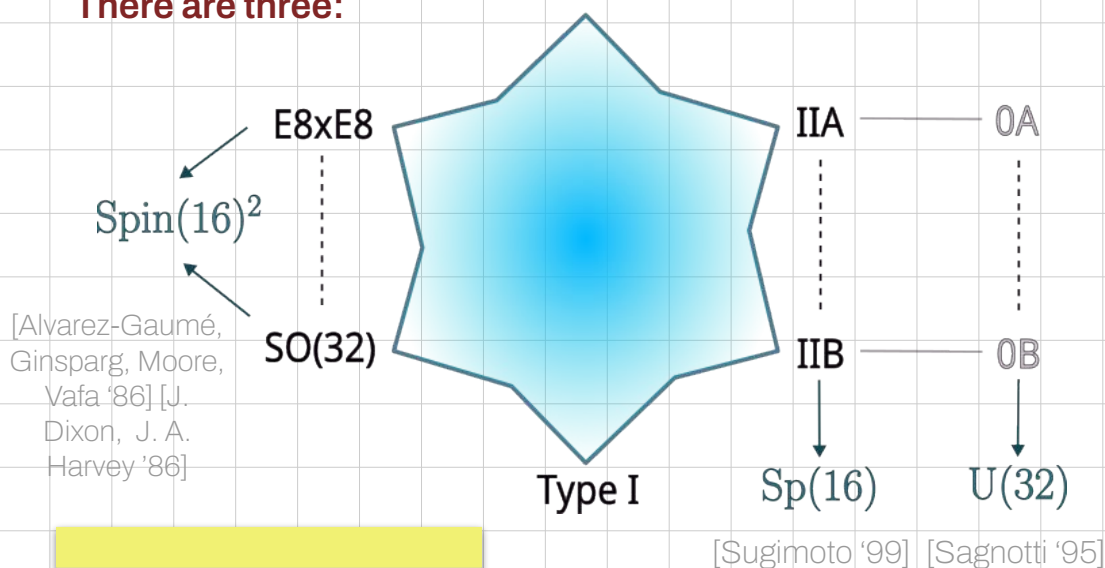 There are three:
E8xE8
IIA
0A
Spin(16)²
[Alvarez-Gaumé,
Ginsparg, Moore,
Vafa ‘86] [J.
Dixon, J. A.
Harvey ’86]
SO(32)
IIB
0B
Type I
Sp(16)
U(32)
[Sugimoto ‘99]
[Sagnotti ‘95]